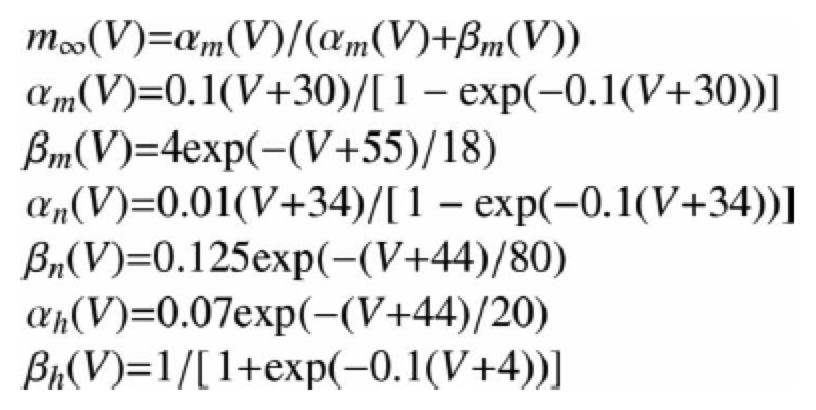 m∞(V)=αm(V)/(αm(V)+βm(V))
αm(V)=0.1(V+30)/[1 − exp(−0.1(V+30))]
βm(V)=4exp(−(V+55)/18)
αn(V)=0.01(V+34)/[1 − exp(−0.1(V+34))]
βn(V)=0.125exp(−(V+44)/80)
αh(V)=0.07exp(−(V+44)/20)
βh(V)=1/[1+exp(−0.1(V+4))]